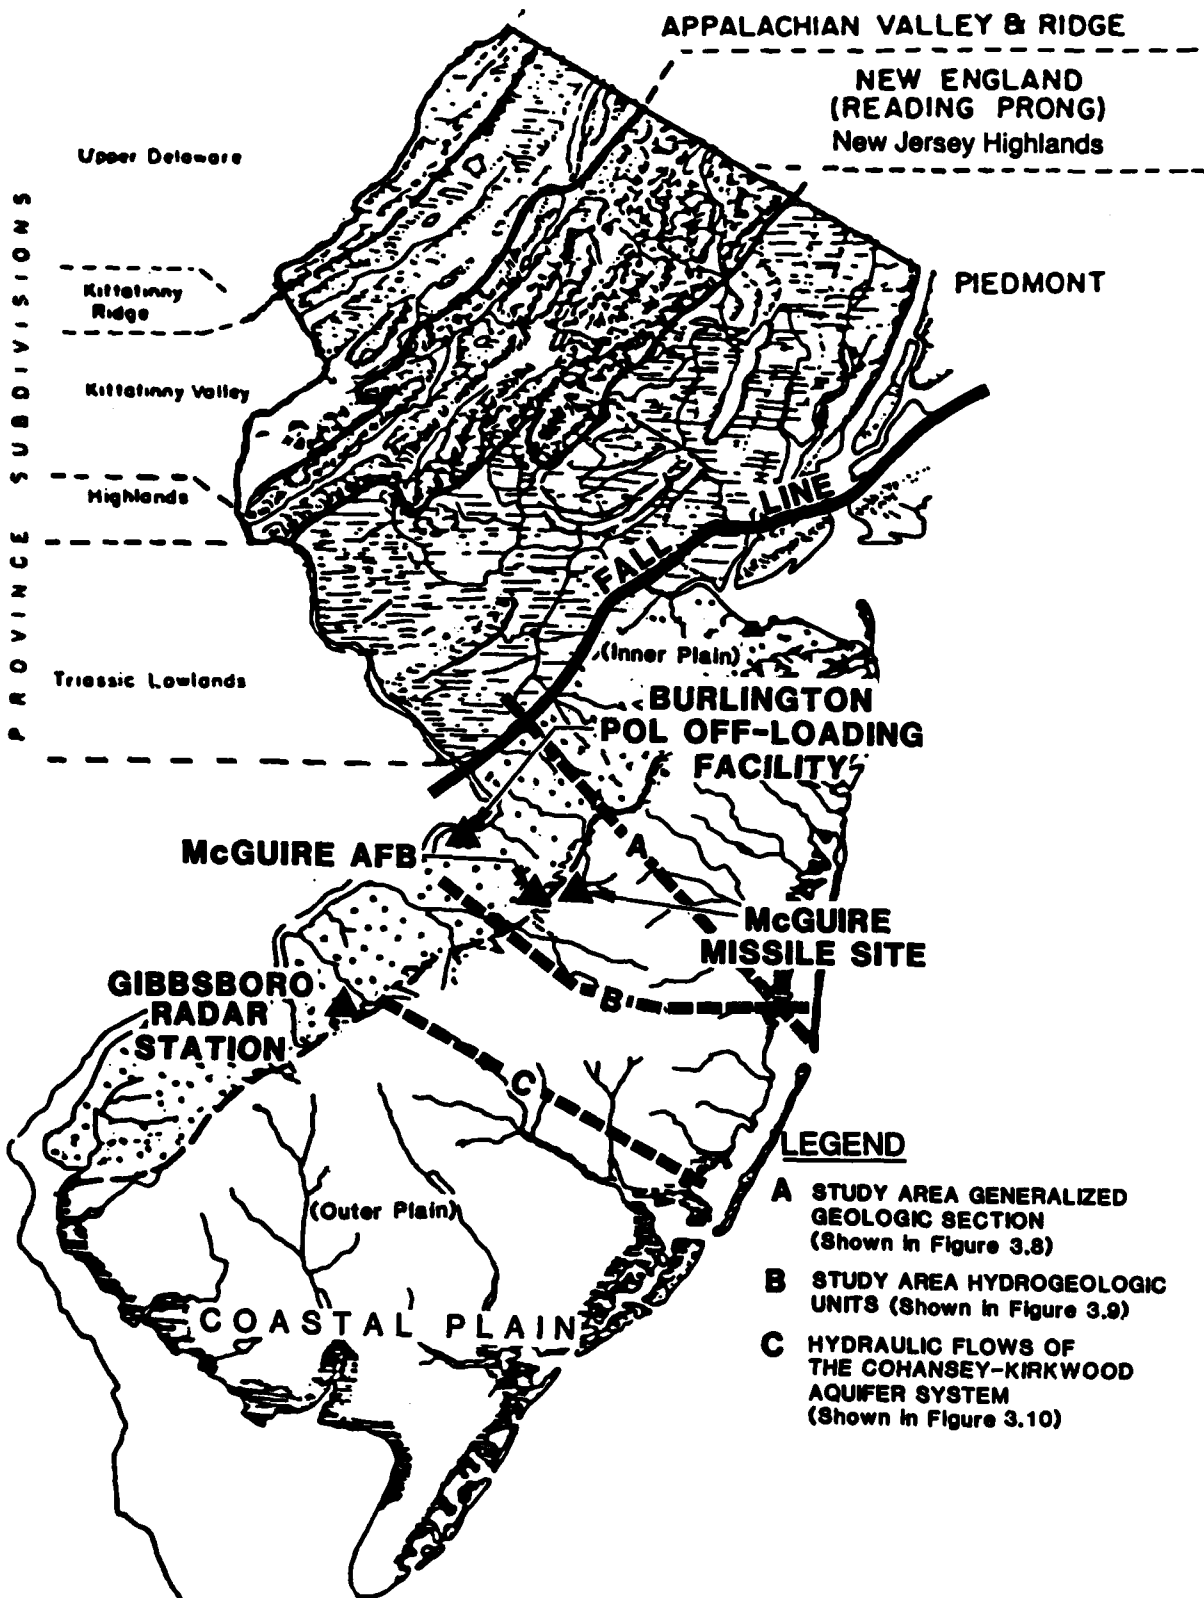 APPALACHIAN VALLEY & RIDGE
NEW ENGLAND
(READING PRONG)
New Jersey Highlands
PIEDMONT
PROVINCE SUBDIVISIONS
Upper Delaware
Kittatinny
Ridge
Kittatinny Valley
Highlands
Triassic Lowlands
FALL LINE
(Inner Plain)
BURLINGTON
POL OFF-LOADING
FACILITY
A
McGUIRE AFB
McGUIRE
MISSILE SITE
GIBBSBORO
RADAR
STATION
B
C
(Outer Plain)
COASTAL PLAIN
LEGEND
A STUDY AREA GENERALIZED
GEOLOGIC SECTION
(Shown in Figure 3.8)
B STUDY AREA HYDROGEOLOGIC
UNITS (Shown in Figure 3.9)
C HYDRAULIC FLOWS OF
THE COHANSEY-KIRKWOOD
AQUIFER SYSTEM
(Shown in Figure 3.10)